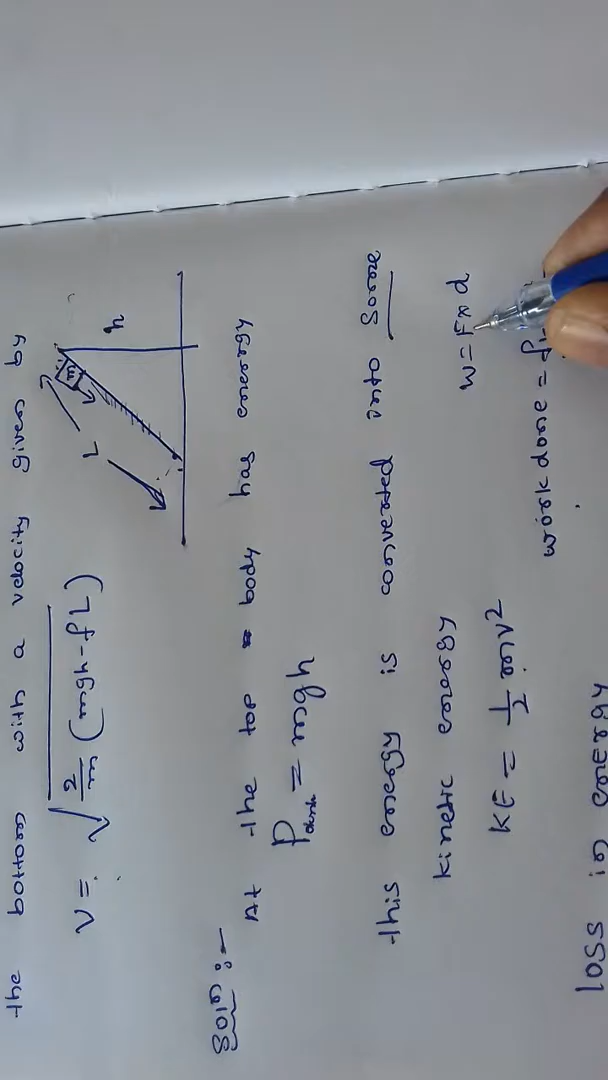 the bottom with a velocity given by
V = √ 2/m (mgh - fL)
m
L
h
Soln :-
At the top body has energy
P = mgh
this energy is converted into some
kinetic energy
W = F x d
KE = 1/2 mv²
work done =
loss in energy